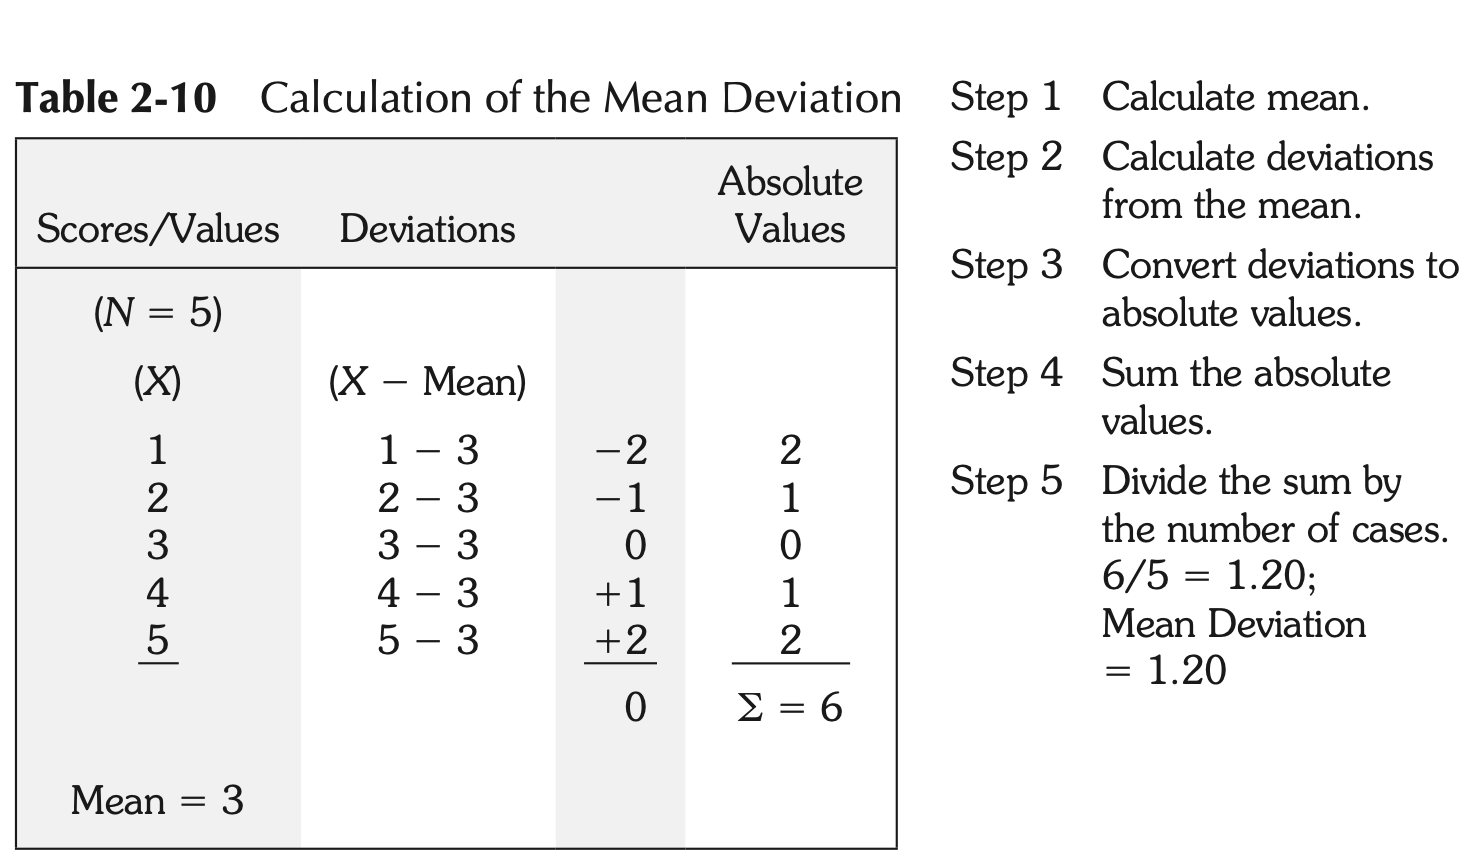 Table 2-10 Calculation of the Mean Deviation
Absolute
Scores/Values Deviations Values
(N = 5)
(X) (X − Mean)
1 1 − 3 −2 2
2 2 − 3 −1 1
3 3 − 3 0 0
4 4 − 3 +1 1
5 5 − 3 +2 2
0 Σ = 6
Mean = 3
Step 1 Calculate mean.
Step 2 Calculate deviations
from the mean.
Step 3 Convert deviations to
absolute values.
Step 4 Sum the absolute
values.
Step 5 Divide the sum by
the number of cases.
6/5 = 1.20;
Mean Deviation
= 1.20